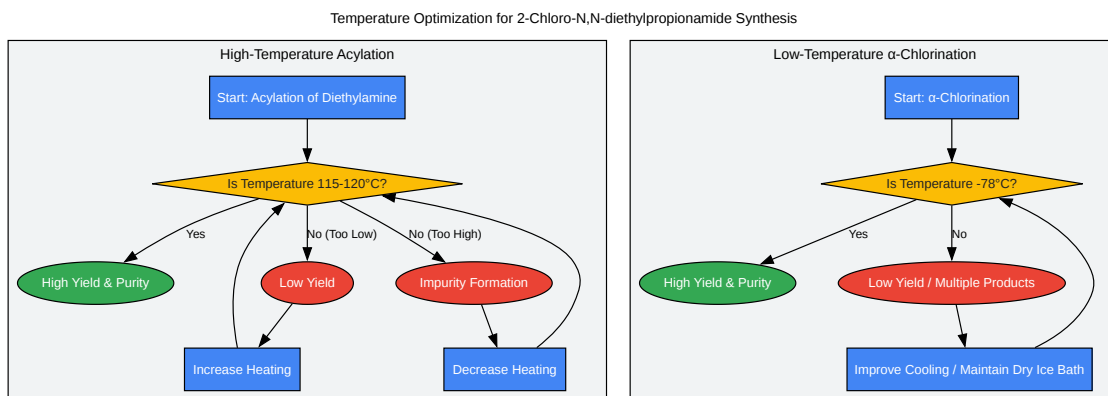 Temperature Optimization for 2-Chloro-N,N-diethylpropionamide Synthesis
High-Temperature Acylation
Start: Acylation of Diethylamine
Is Temperature 115-120°C?
Yes
No (Too Low)
No (Too High)
High Yield & Purity
Low Yield
Impurity Formation
Increase Heating
Decrease Heating
Low-Temperature α-Chlorination
Start: α-Chlorination
Is Temperature -78°C?
Yes
No
High Yield & Purity
Low Yield / Multiple Products
Improve Cooling / Maintain Dry Ice Bath